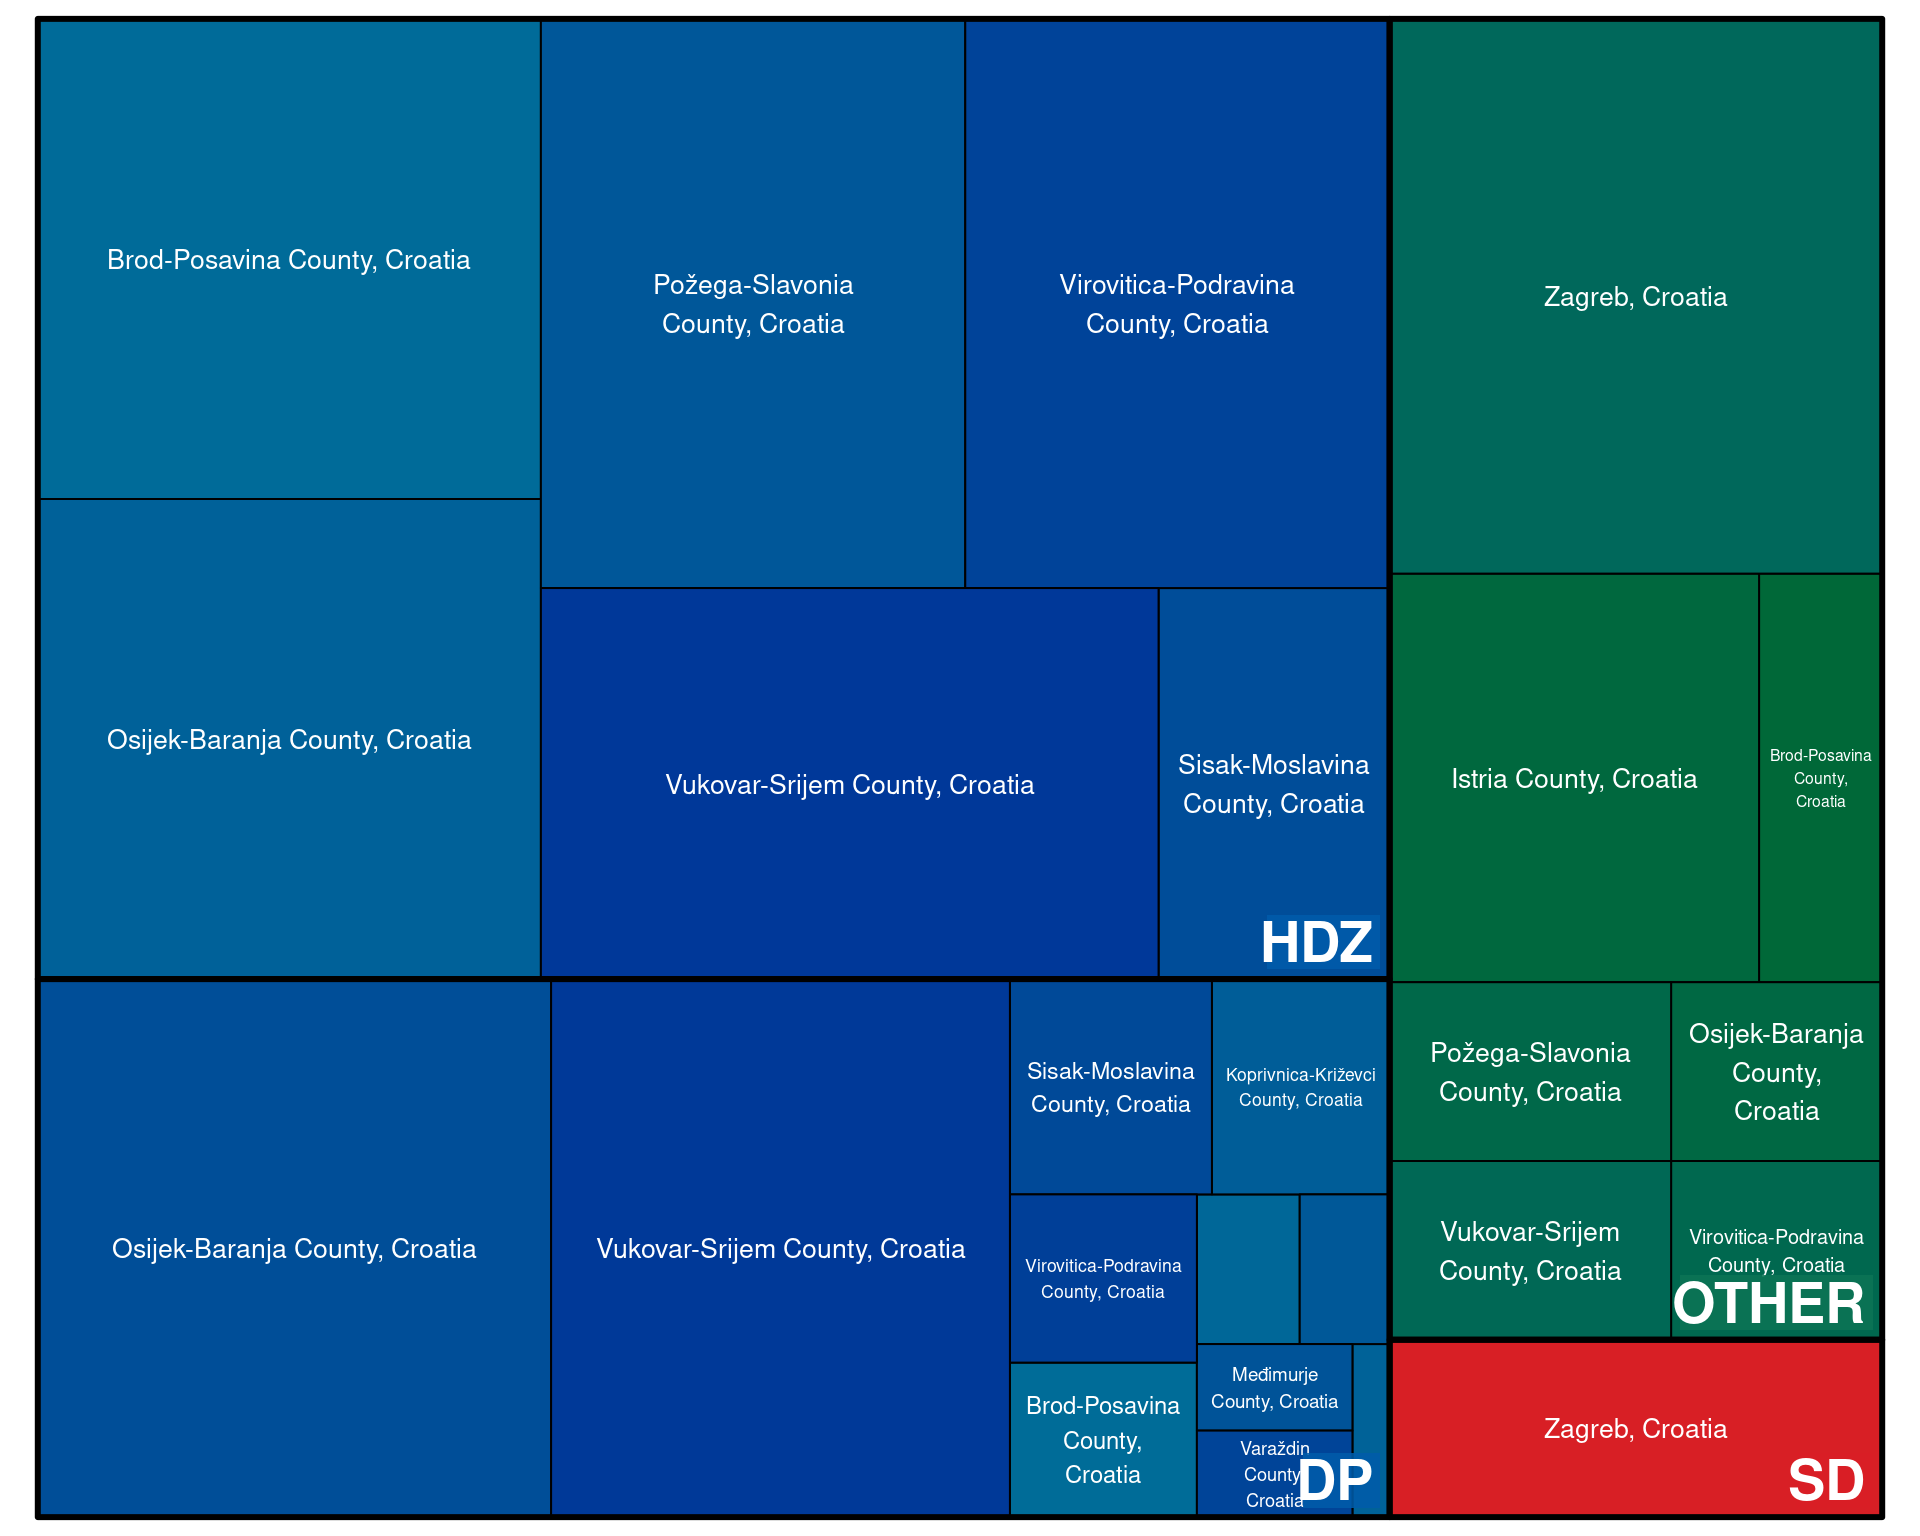 Brod-Posavina County, Croatia
Požega-Slavonia
County, Croatia
Virovitica-Podravina
County, Croatia
Osijek-Baranja County, Croatia
Vukovar-Srijem County, Croatia
Sisak-Moslavina
County, Croatia
HDZ
Zagreb, Croatia
Istria County, Croatia
Brod-Posavina
County,
Croatia
Požega-Slavonia
County, Croatia
Osijek-Baranja
County,
Croatia
Vukovar-Srijem
County, Croatia
Virovitica-Podravina
County, Croatia
OTHER
Osijek-Baranja County, Croatia
Vukovar-Srijem County, Croatia
Sisak-Moslavina
County, Croatia
Koprivnica-Križevci
County, Croatia
Virovitica-Podravina
County, Croatia
Brod-Posavina
County,
Croatia
Međimurje
County, Croatia
Varaždin
County,
Croatia
DP
Zagreb, Croatia
SD